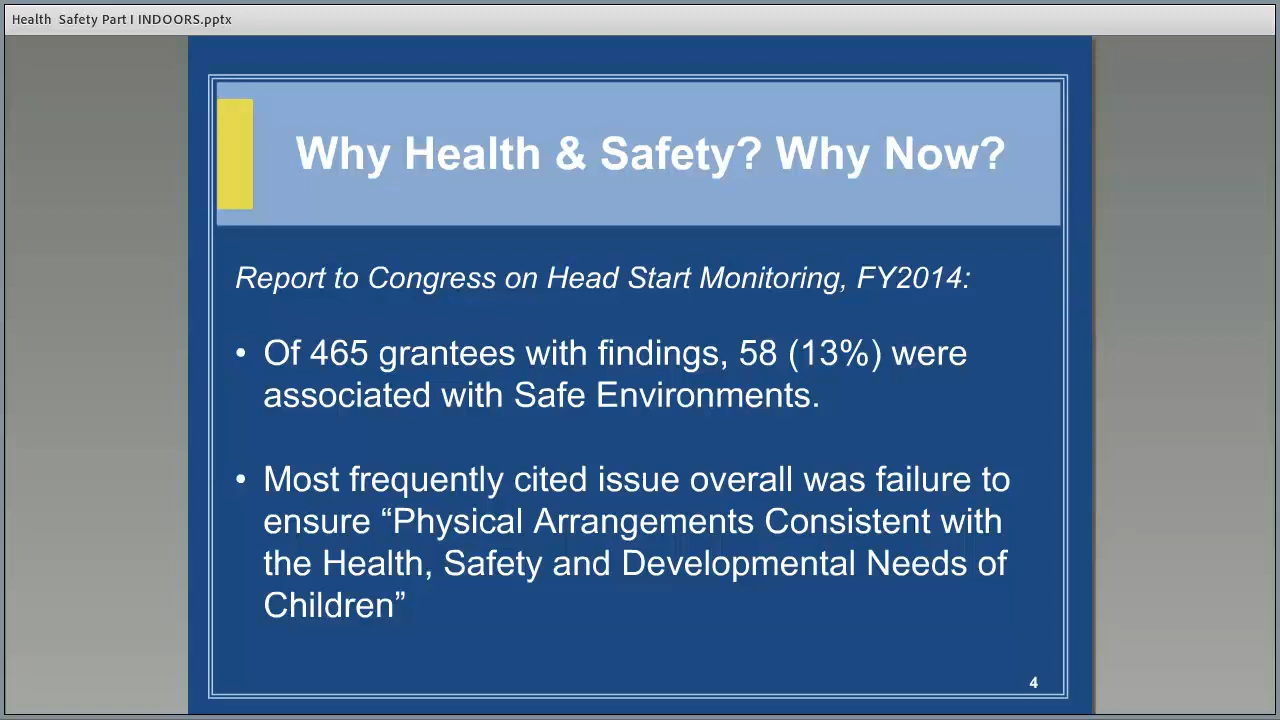 Health  Safety Part I INDOORS.pptx
Why Health & Safety? Why Now?
Report to Congress on Head Start Monitoring, FY2014:
• Of 465 grantees with findings, 58 (13%) were
associated with Safe Environments.
• Most frequently cited issue overall was failure to
ensure “Physical Arrangements Consistent with
the Health, Safety and Developmental Needs of
Children”
4